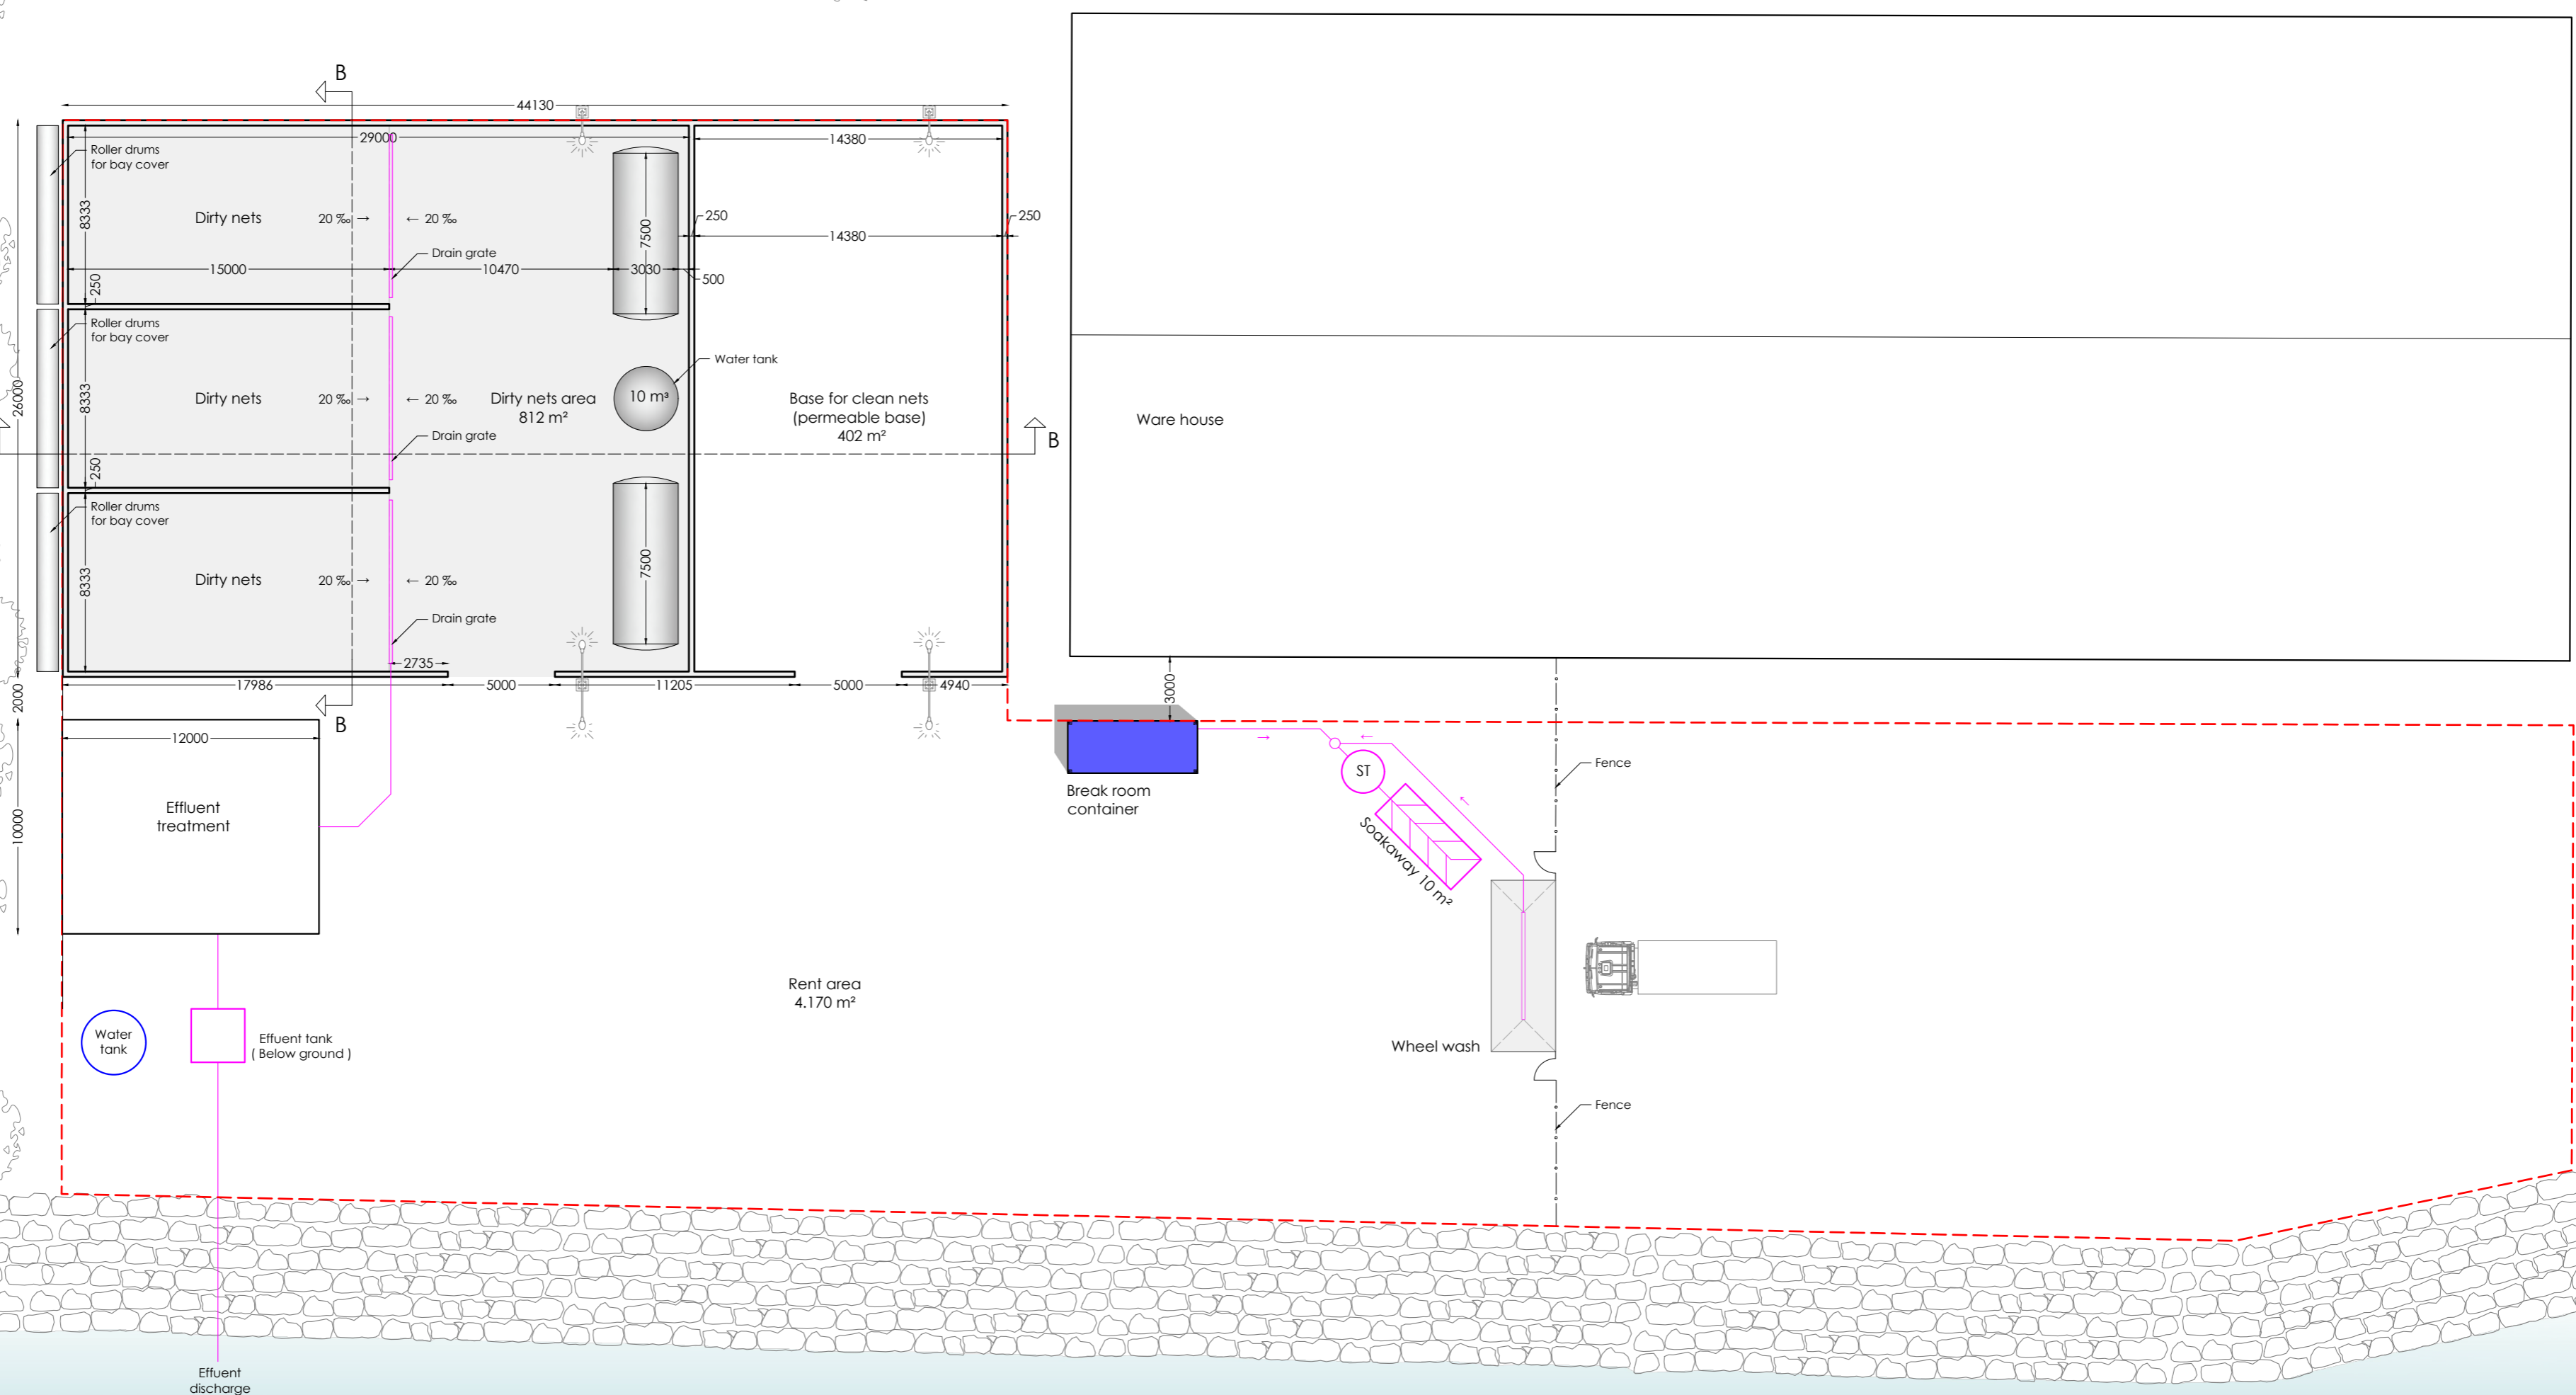 B
44130
29000
14380
Roller drums
for bay cover
8333
Dirty nets
20 ‰ →
← 20 ‰
7500
250
250
14380
Drain grate
15000
10470
3030
500
250
Roller drums
for bay cover
Water tank
26000
8333
Dirty nets
20 ‰ →
← 20 ‰
Dirty nets area
812 m²
10 m³
Base for clean nets
(permeable base)
402 m²
Ware house
Drain grate
B
250
Roller drums
for bay cover
8333
Dirty nets
20 ‰ →
← 20 ‰
7500
Drain grate
2735
17986
5000
11205
5000
4940
2000
3000
B
12000
10000
Effluent
treatment
Break room
container
ST
Soakaway 10 m²
Fence
Rent area
4.170 m²
Water
tank
Effuent tank
( Below ground )
Wheel wash
Fence
Effuent
discharge